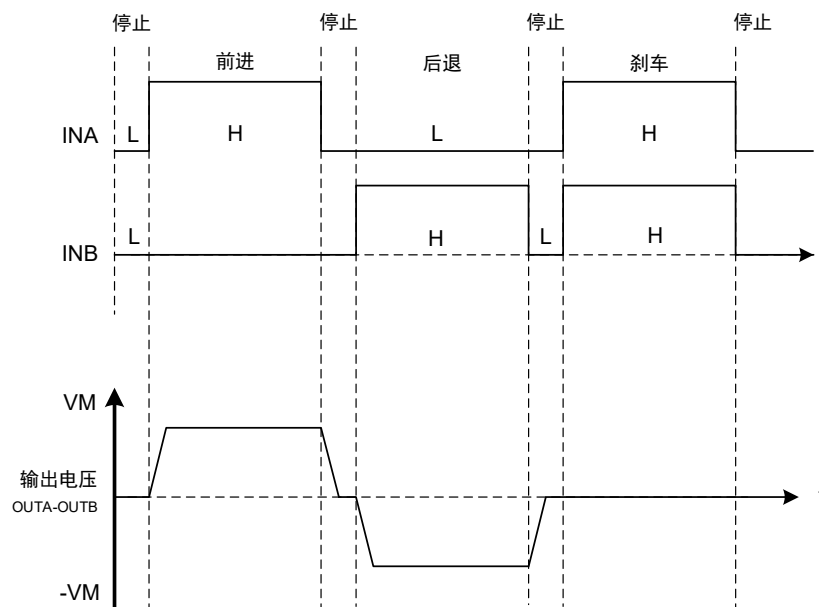 停止 停止 停止 停止
前进 后退 刹车
INA L H L H
INB L H L H
VM
输出电压
OUTA-OUTB
-VM